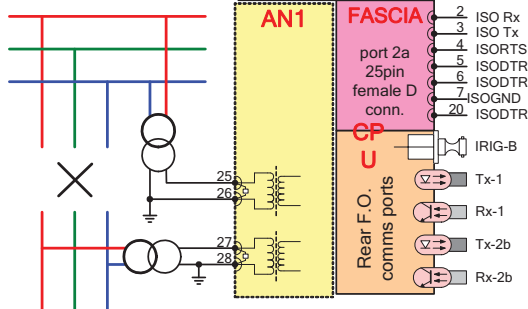 AN1
FASCIA
port 2a
25pin
female D
conn.
2 ISO Rx
3 ISO Tx
4 ISORTS
5 ISODTR
6 ISODTR
7 ISOGND
20 ISODTR
CP
U
IRIG-B
Rear F.O.
comms ports
Tx-1
Rx-1
Tx-2b
Rx-2b
25
26
27
28